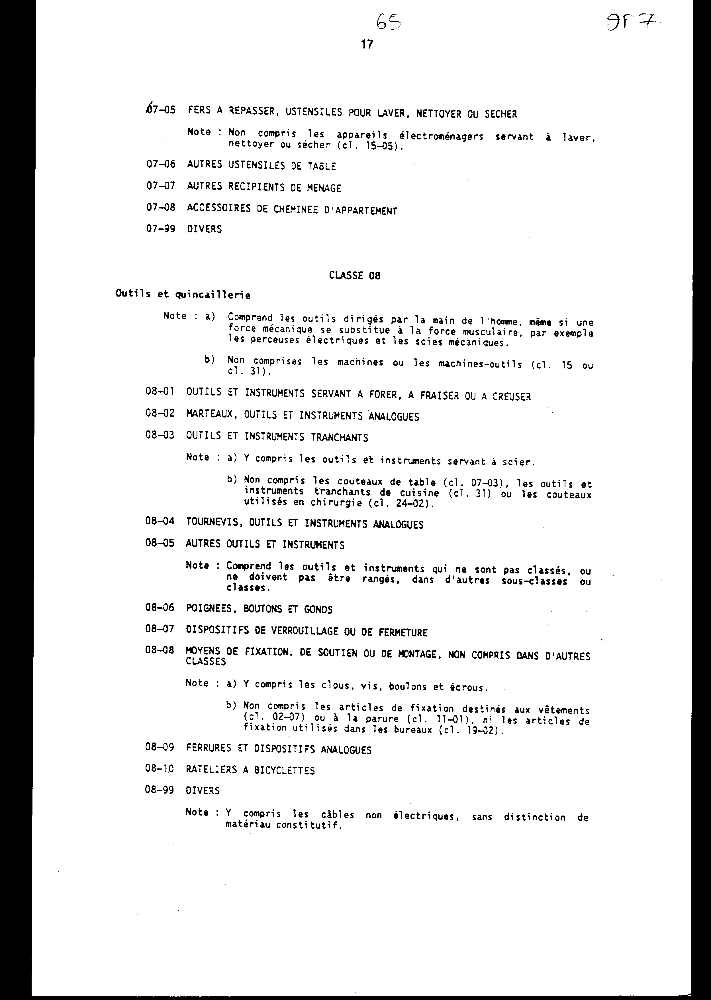 65
17
07-05 FERS A REPASSER, USTENSILES POUR LAVER, NETTOYER OU SECHER
Note : Non compris les appareils électroménagers servant à laver,
nettoyer ou sécher (cl. 15-05).
07-06 AUTRES USTENSILES DE TABLE
07-07 AUTRES RECIPIENTS DE MENAGE
07-08 ACCESSOIRES DE CHEMINEE D'APPARTEMENT
07-99 DIVERS
CLASSE 08
Outils et quincaillerie
Note : a) Comprend les outils dirigés par la main de l'homme, même si une
force mécanique se substitue à la force musculaire, par exemple
les perceuses électriques et les scies mécaniques.
b) Non comprises les machines ou les machines-outils (cl. 15 ou
cl. 31).
08-01 OUTILS ET INSTRUMENTS SERVANT A FORER, A FRAISER OU A CREUSER
08-02 MARTEAUX, OUTILS ET INSTRUMENTS ANALOGUES
08-03 OUTILS ET INSTRUMENTS TRANCHANTS
Note : a) Y compris les outils et instruments servant à scier.
b) Non compris les couteaux de table (cl. 07-03), les outils et
instruments tranchants de cuisine (cl. 31) ou les couteaux
utilisés en chirurgie (cl. 24-02).
08-04 TOURNEVIS, OUTILS ET INSTRUMENTS ANALOGUES
08-05 AUTRES OUTILS ET INSTRUMENTS
Note : Comprend les outils et instruments qui ne sont pas classés, ou
ne doivent pas être rangés, dans d'autres sous-classes ou
classes.
08-06 POIGNEES, BOUTONS ET GONDS
08-07 DISPOSITIFS DE VERROUILLAGE OU DE FERMETURE
08-08 MOYENS DE FIXATION, DE SOUTIEN OU DE MONTAGE, NON COMPRIS DANS D'AUTRES
CLASSES
Note : a) Y compris les clous, vis, boulons et écrous.
b) Non compris les articles de fixation destinés aux vêtements
(cl. 02-07) ou à la parure (cl. 11-01), ni les articles de
fixation utilisés dans les bureaux (cl. 19-02).
08-09 FERRURES ET DISPOSITIFS ANALOGUES
08-10 RATELIERS A BICYCLETTES
08-99 DIVERS
Note : Y compris les câbles non électriques, sans distinction de
matériau constitutif.